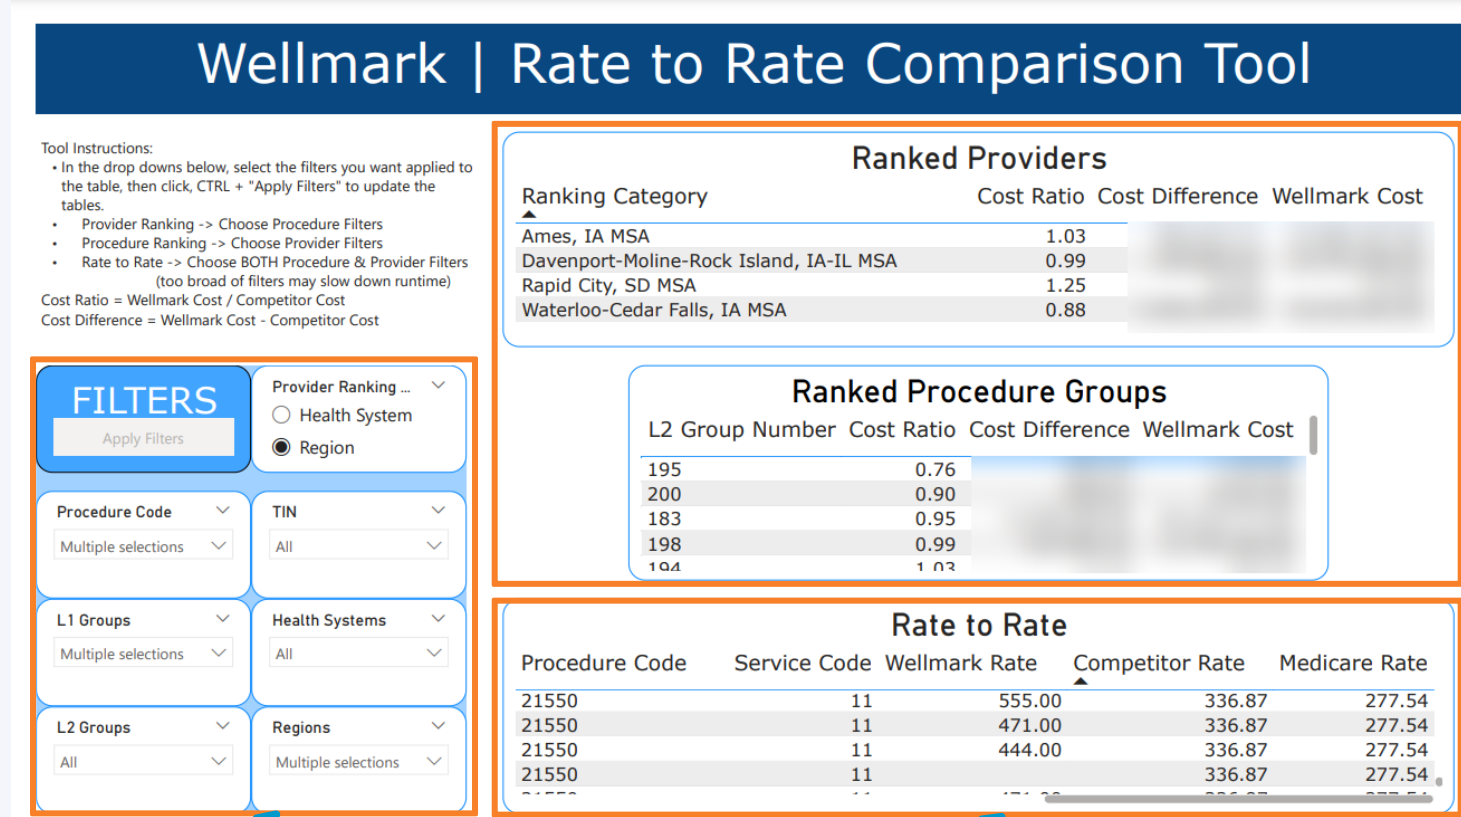 Wellmark | Rate to Rate Comparison Tool
Tool Instructions:
• In the drop downs below, select the filters you want applied to
the table, then click, CTRL + "Apply Filters" to update the
tables.
• Provider Ranking -> Choose Procedure Filters
• Procedure Ranking -> Choose Provider Filters
• Rate to Rate -> Choose BOTH Procedure & Provider Filters
(too broad of filters may slow down runtime)
Cost Ratio = Wellmark Cost / Competitor Cost
Cost Difference = Wellmark Cost - Competitor Cost
FILTERS
Apply Filters
Provider Ranking ...
Health System
Region
Procedure Code
Multiple selections
TIN
All
L1 Groups
Multiple selections
Health Systems
All
L2 Groups
All
Regions
Multiple selections
Ranked Providers
Ranking Category Cost Ratio Cost Difference Wellmark Cost
Ames, IA MSA 1.03
Davenport-Moline-Rock Island, IA-IL MSA 0.99
Rapid City, SD MSA 1.25
Waterloo-Cedar Falls, IA MSA 0.88
Ranked Procedure Groups
L2 Group Number Cost Ratio Cost Difference Wellmark Cost
195 0.76
200 0.90
183 0.95
198 0.99
194 1.03
Rate to Rate
Procedure Code Service Code Wellmark Rate Competitor Rate Medicare Rate
21550 11 555.00 336.87 277.54
21550 11 471.00 336.87 277.54
21550 11 444.00 336.87 277.54
21550 11 336.87 277.54